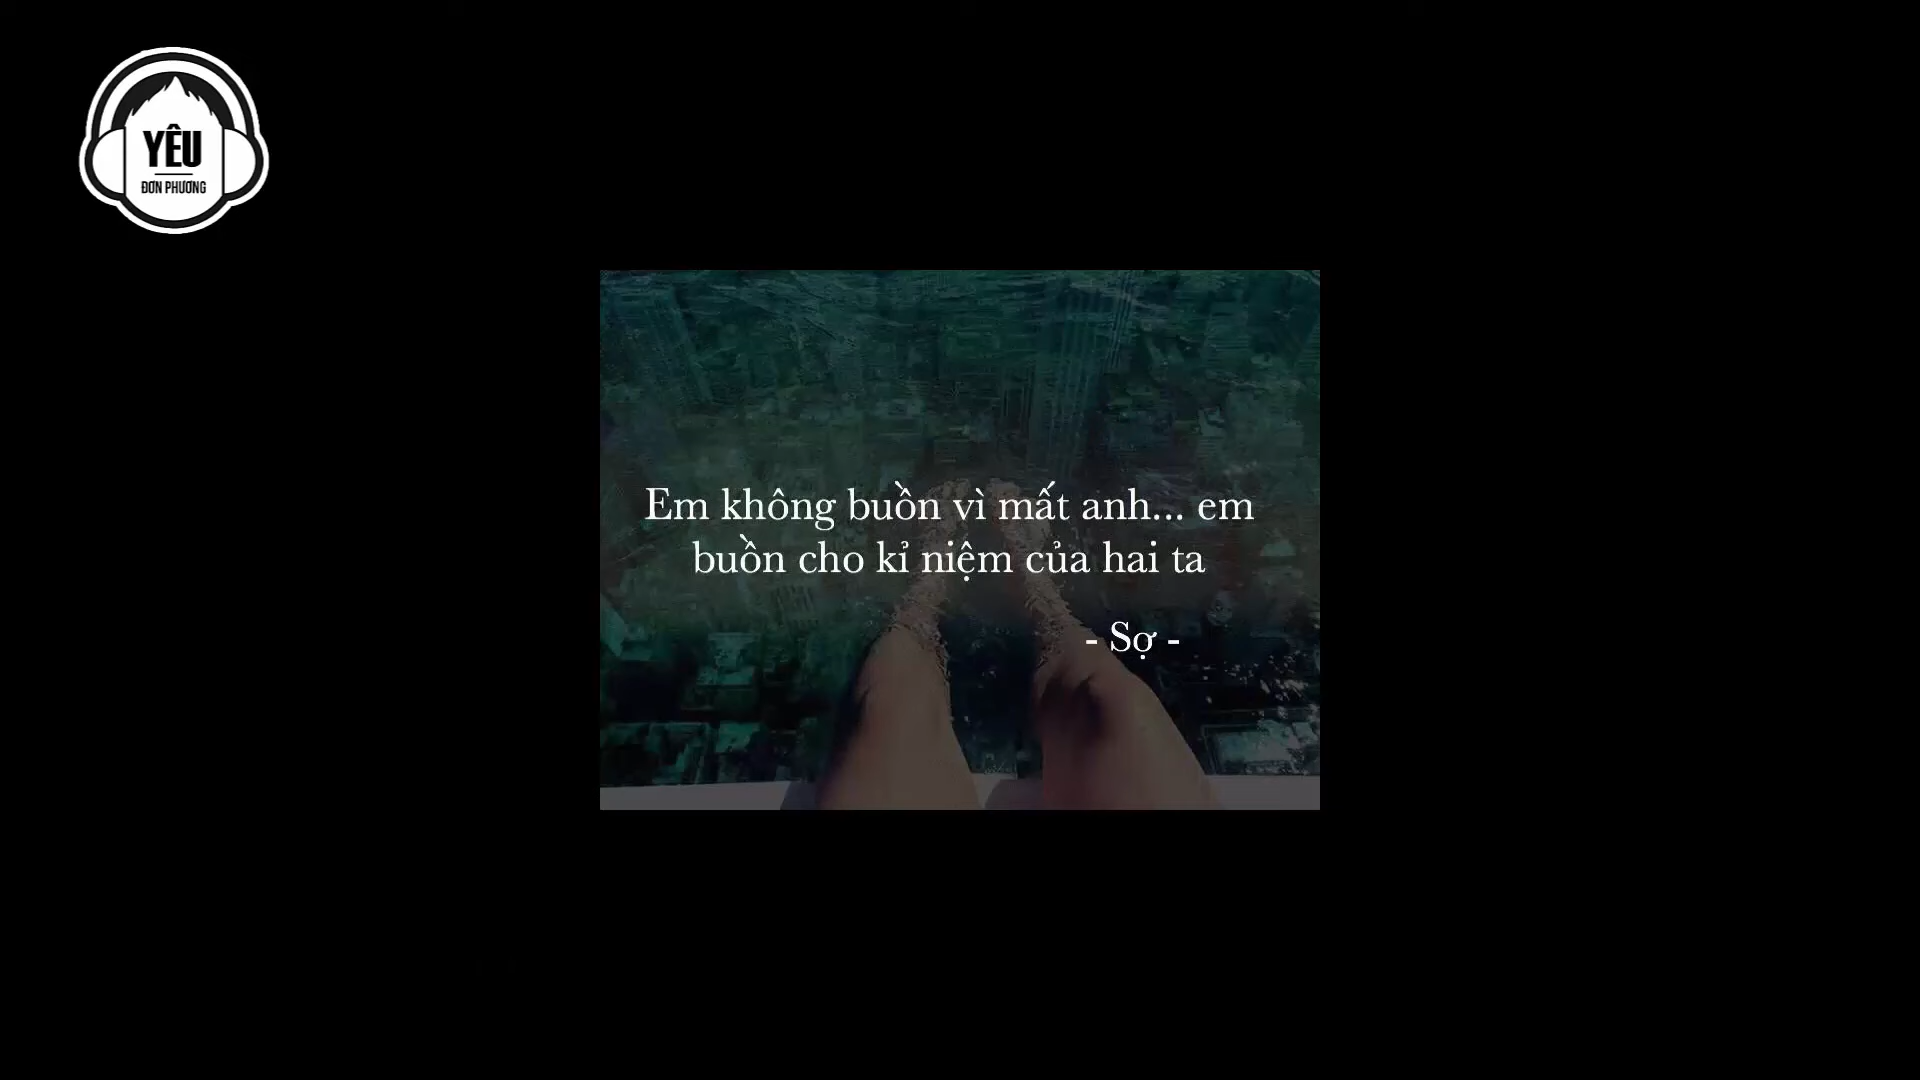 YÊU
ĐƠN PHƯƠNG
Em không buồn vì mất anh... em
buồn cho kỉ niệm của hai ta
- Sợ -